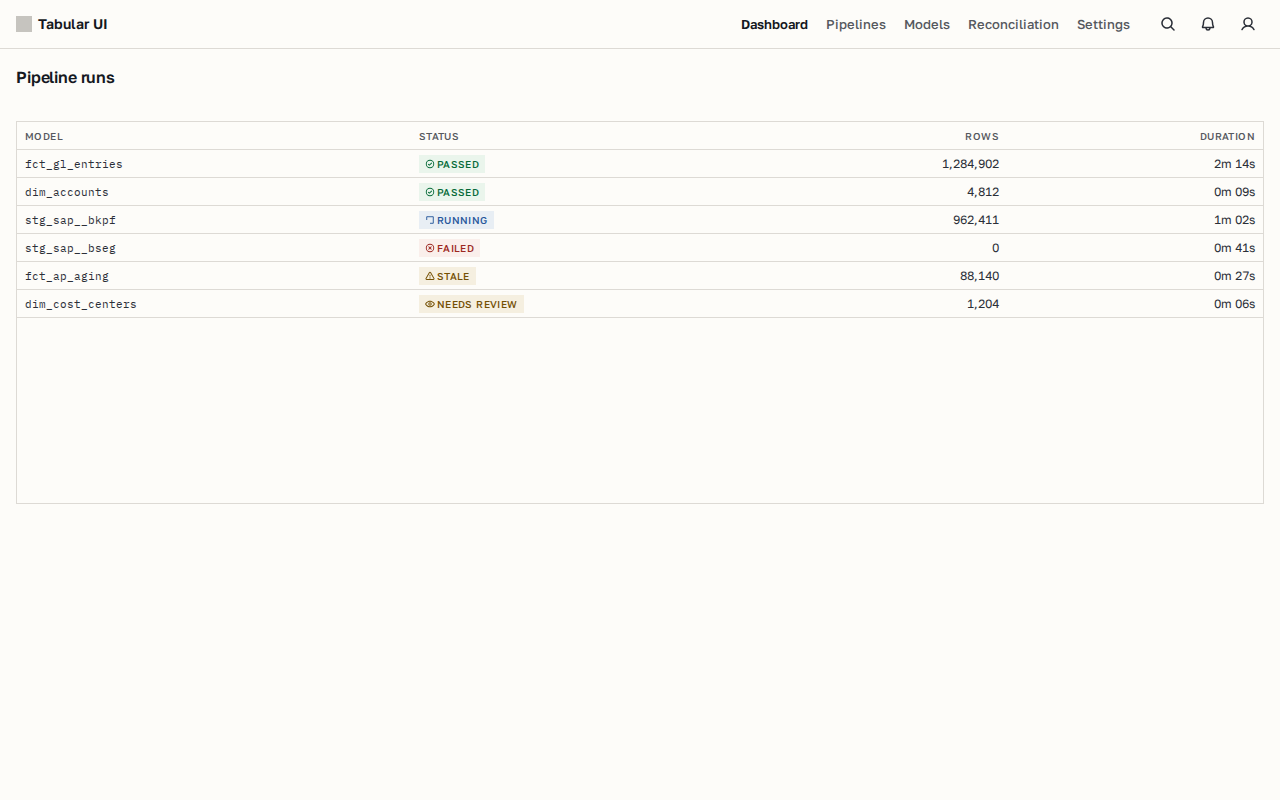 Tabular UI
Dashboard Pipelines Models Reconciliation Settings
Pipeline runs
MODEL STATUS ROWS DURATION
fct_gl_entries PASSED 1,284,902 2m 14s
dim_accounts PASSED 4,812 0m 09s
stg_sap__bkpf RUNNING 962,411 1m 02s
stg_sap__bseg FAILED 0 0m 41s
fct_ap_aging STALE 88,140 0m 27s
dim_cost_centers NEEDS REVIEW 1,204 0m 06s